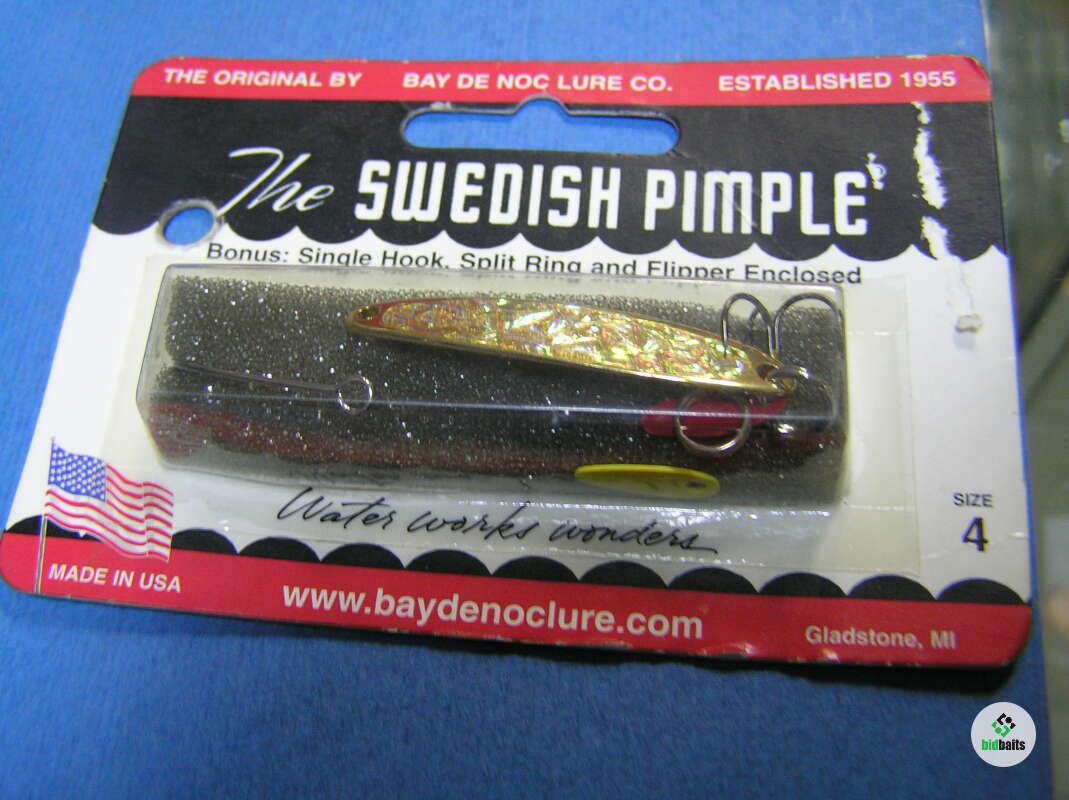 THE ORIGINAL BY BAY DE NOC LURE CO. ESTABLISHED 1955
The SWEDISH PIMPLE®
Bonus: Single Hook, Split Ring and Flipper Enclosed
Water works wonders
SIZE
4
MADE IN USA
www.baydenoclure.com
Gladstone, MI
bidbaits